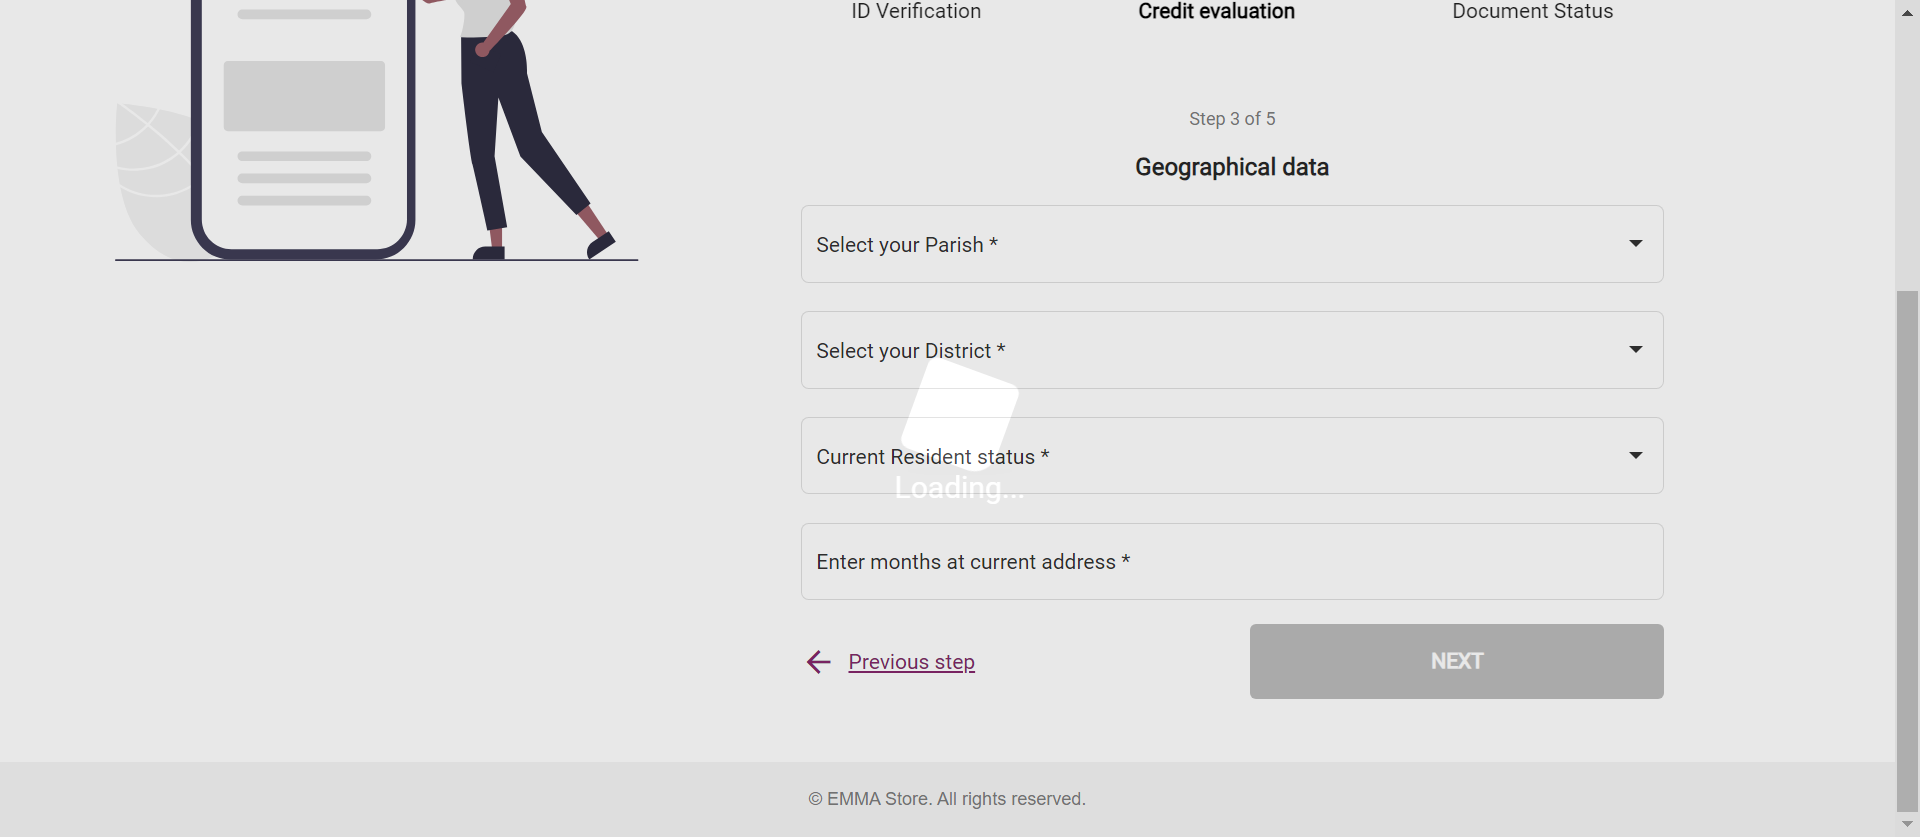 ID Verification
Credit evaluation
Document Status
Step 3 of 5
Geographical data
Select your Parish *
Select your District *
Current Resident status *
Loading...
Enter months at current address *
Previous step
NEXT
© EMMA Store. All rights reserved.